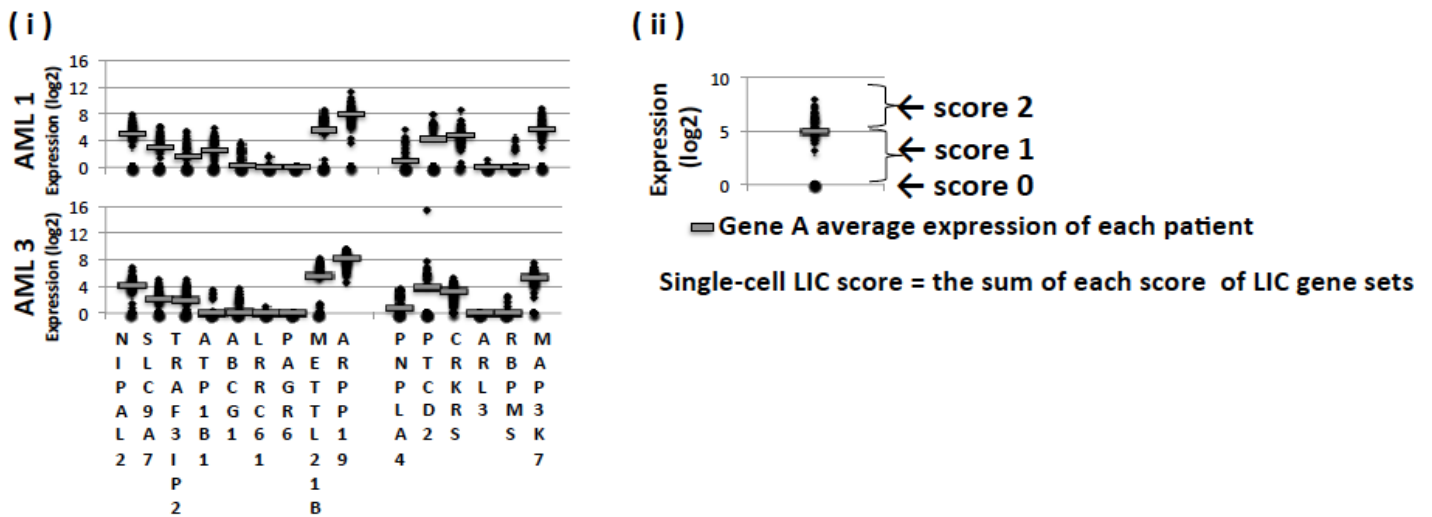 ( i )
AML 1
Expression (log2)
16
12
8
4
0
AML 3
Expression (log2)
16
12
8
4
0
NIPAL2
SLC9A7
TRAF3IP2
ATP1B1
ABCG1
LRRC61
PAGR6
METTL21B
ARPP19
PNPLA4
PTCD2
CRKRS
ARL3
RBPMS
MAP3K7
( ii )
Expression
(log2)
10
5
0
← score 2
← score 1
← score 0
Gene A average expression of each patient
Single-cell LIC score = the sum of each score of LIC gene sets